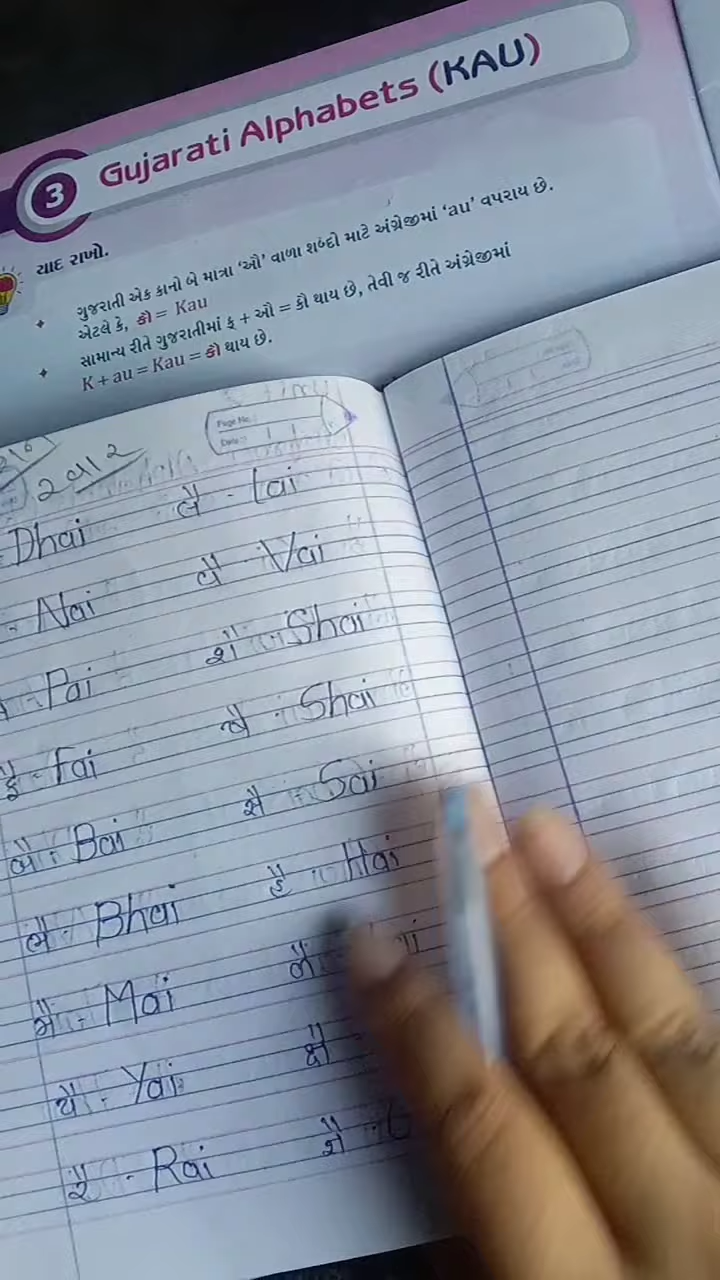 3 Gujarati Alphabets (KAU)
યાદ રાખો.
ગુજરાતી એક કાનો બે માત્રા ‘ઔ’ વાળા શબ્દો માટે અંગ્રેજીમાં ‘au’ વપરાય છે.
એટલે કે, કૌ = Kau
સામાન્ય રીતે ગુજરાતીમાં ક્ + ઔ = કૌ થાય છે, તેવી જ રીતે અંગ્રેજીમાં
K + au = Kau = કૌ થાય છે.
Page No.:
Date:
૨ વાર
Dhai લૈ - Lai
- Nai વૈ - Vai
- Pai શૈ - Shai
ફૈ - Fai ષૈ - Shai
બૈ - Bai સૈ - Sai
ભૈ - Bhai હૈ - Hai
મૈ - Mai ળૈ
યૈ - Yai ક્ષૈ -
રૈ - Rai જ્ઞૈ -